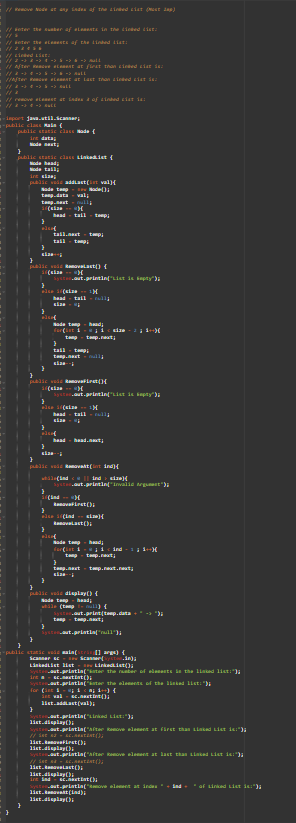 // Remove Node at any index of the Linked List (Most imp)
// Enter the number of elements in the Linked List:
// 5
// Enter the elements of the Linked list:
// 2 3 4 5 6
// Linked List:
// 2 -> 3 -> 4 -> 5 -> 6 -> null
// After Remove element at first than Linked List is:
// 3 -> 4 -> 5 -> 6 -> null
//After Remove element at last than Linked List is:
// 3 -> 4 -> 5 -> null
// 3
// remove element at index 3 of Linked List is:
// 3 -> 4 -> null
import java.util.Scanner;
public class Main {
public static class Node {
int data;
Node next;
}
public static class LinkedList {
Node head;
Node tail;
int size;
public void addLast(int val){
Node temp = new Node();
temp.data = val;
temp.next = null;
if(size == 0){
head = tail = temp;
}
else{
tail.next = temp;
tail = temp;
}
size++;
}
public void RemoveLast() {
if(size == 0){
System.out.println("List is Empty");
}
else if(size == 1){
head = tail = null;
size = 0;
}
else{
Node temp = head;
for(int i = 0 ; i < size - 2 ; i++){
temp = temp.next;
}
tail = temp;
temp.next = null;
size--;
}
}
public void RemoveFirst(){
if(size == 0){
System.out.println("List is Empty");
}
else if(size == 1){
head = tail = null;
size = 0;
}
else{
head = head.next;
}
size--;
}
public void RemoveAt(int ind){
while(ind < 0 || ind > size){
System.out.println("Invalid Argument");
}
if(ind == 0){
RemoveFirst();
}
else if(ind == size){
RemoveLast();
}
else{
Node temp = head;
for(int i = 0 ; i < ind - 1 ; i++){
temp = temp.next;
}
temp.next = temp.next.next;
size--;
}
}
public void display() {
Node temp = head;
while (temp != null) {
System.out.print(temp.data + " -> ");
temp = temp.next;
}
System.out.println("null");
}
}
public static void main(String[] args) {
Scanner sc = new Scanner(System.in);
LinkedList list = new LinkedList();
System.out.println("Enter the number of elements in the linked list:");
int n = sc.nextInt();
System.out.println("Enter the elements of the linked list:");
for (int i = 0; i < n; i++) {
int val = sc.nextInt();
list.addLast(val);
}
System.out.println("Linked List:");
list.display();
System.out.println("After Remove element at first than Linked List is:");
list.RemoveFirst();
list.display();
System.out.println("After Remove element at last than Linked List is:");
list.RemoveLast();
list.display();
int ind = sc.nextInt();
System.out.println("Remove element at index " + ind + " of Linked List is:");
list.RemoveAt(ind);
list.display();
}
}